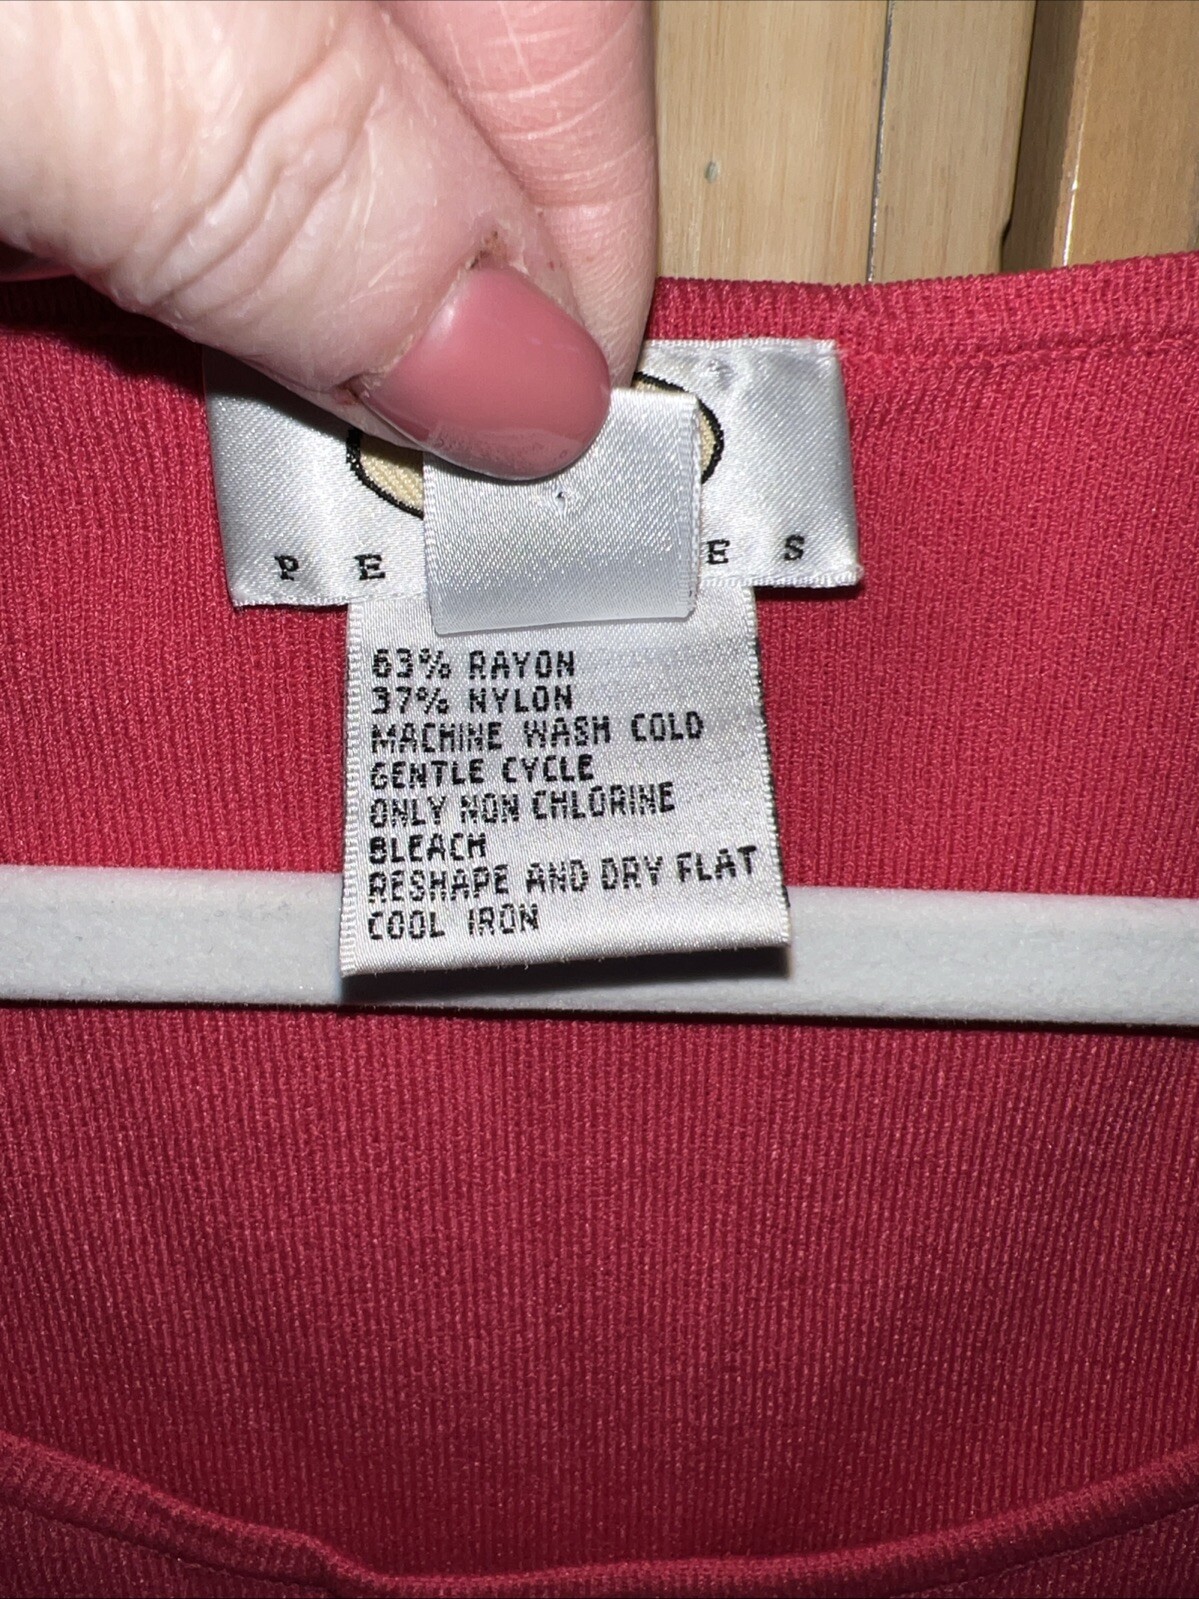 P E E S
63% RAYON
37% NYLON
MACHINE WASH COLD
GENTLE CYCLE
ONLY NON CHLORINE
BLEACH
RESHAPE AND DRY FLAT
COOL IRON